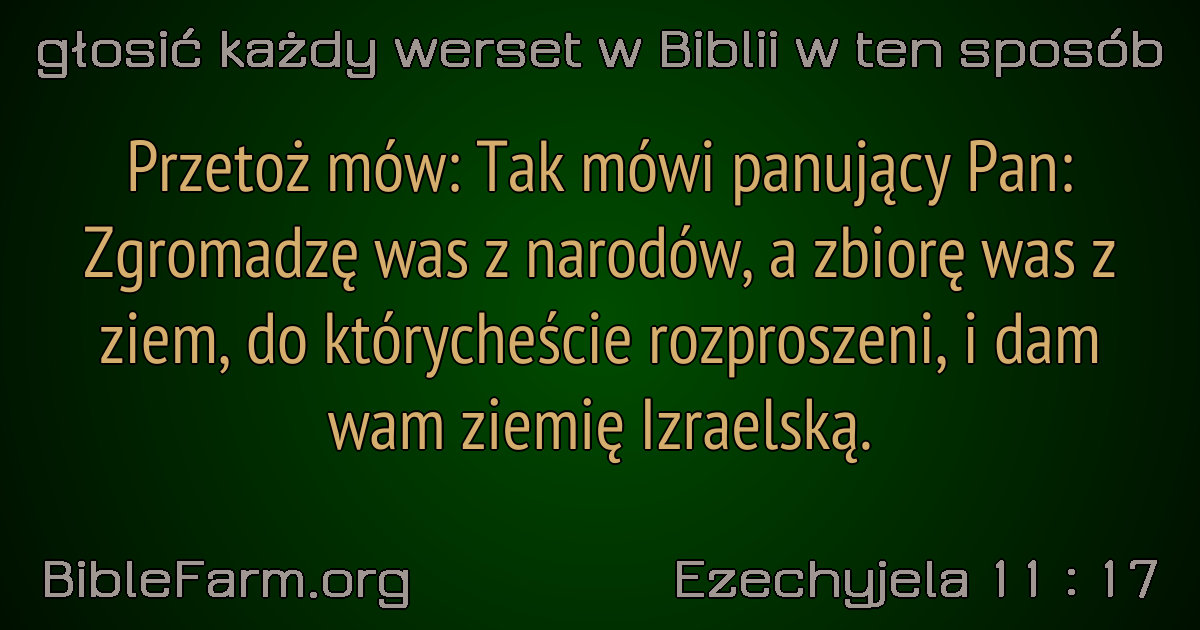 głosić każdy werset w Biblii w ten sposób
Przetoż mów: Tak mówi panujący Pan:
Zgromadzę was z narodów, a zbiorę was z
ziem, do którycheście rozproszeni, i dam
wam ziemię Izraelską.
BibleFarm.org
Ezechyjela 11 : 17